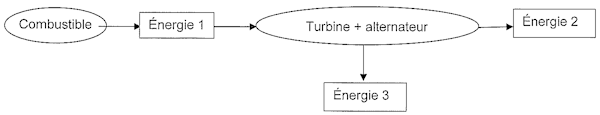 Combustible
Énergie 1
Turbine + alternateur
Énergie 2
Énergie 3